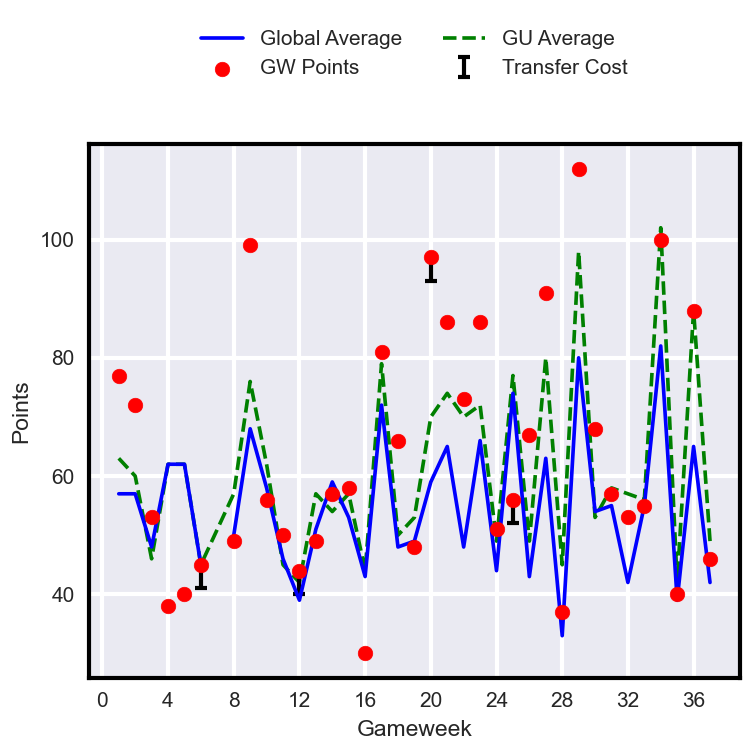 Global Average GU Average
GW Points Transfer Cost
100
80
60
40
Points
0 4 8 12 16 20 24 28 32 36
Gameweek